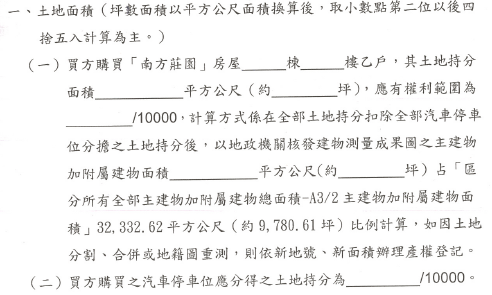 一、土地面積（坪數面積以平方公尺面積換算後，取小數點第二位以後四
捨五入計算為主。）
（一）買方購買「南方莊園」房屋______棟______樓乙戶，其土地持分
面積____________平方公尺（約_________坪），應有權利範圍為
_________/10000，計算方式係在全部土地持分扣除全部汽車停車
位分擔之土地持分後，以地政機關核發建物測量成果圖之主建物
加附屬建物面積____________平方公尺(約_________坪）占「區
分所有全部主建物加附屬建物總面積-A3/2 主建物加附屬建物面
積」32,332.62 平方公尺（約 9,780.61 坪）比例計算，如因土地
分割、合併或地籍圖重測，則依新地號、新面積辦理產權登記。
（二）買方購買之汽車停車位應分得之土地持分為__________/10000。